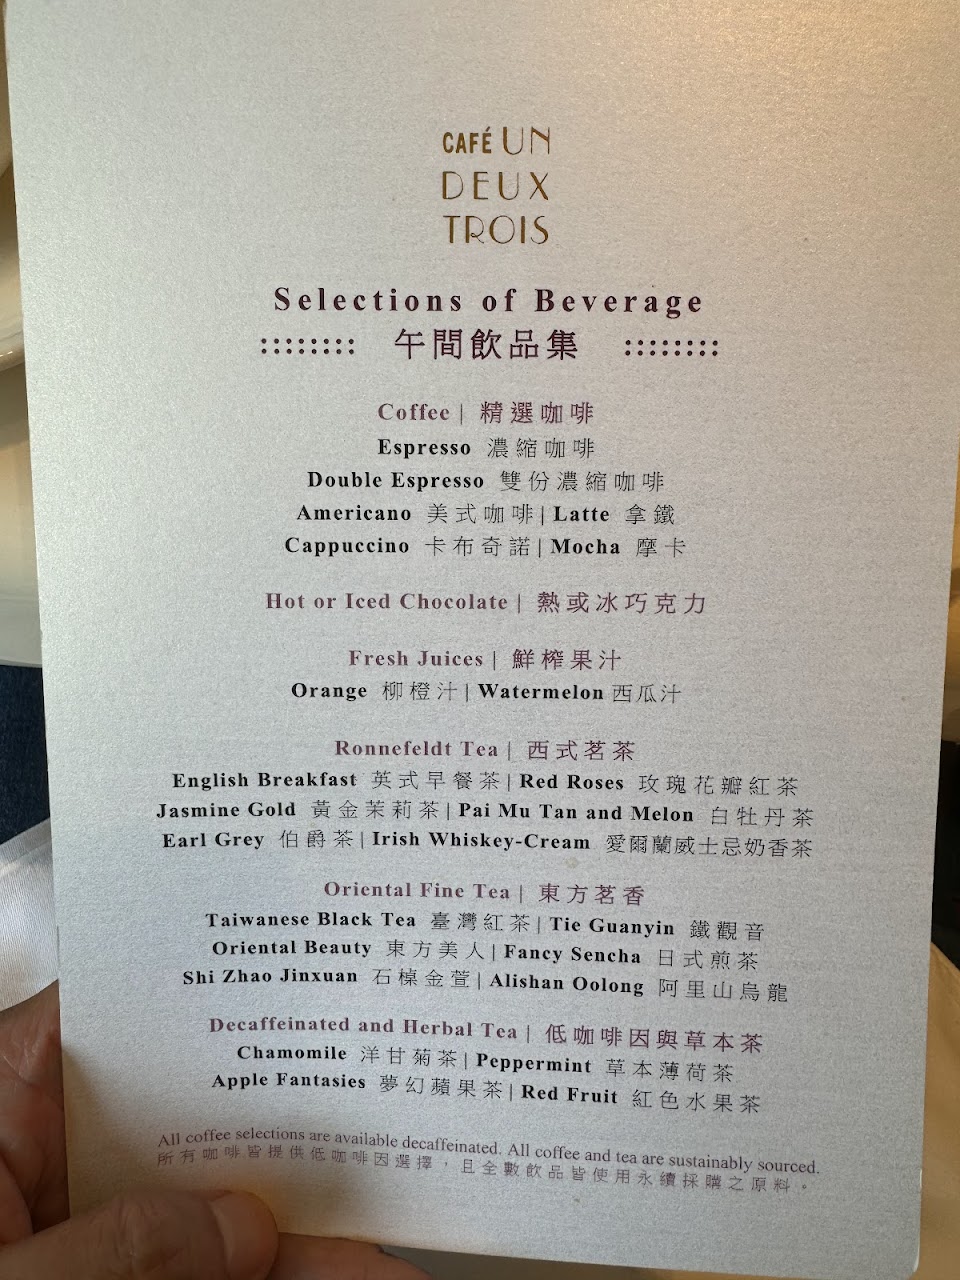 CAFÉ UN
DEUX
TROIS
Selections of Beverage
午間飲品集
Coffee | 精選咖啡
Espresso 濃縮咖啡
Double Espresso 雙份濃縮咖啡
Americano 美式咖啡 | Latte 拿鐵
Cappuccino 卡布奇諾 | Mocha 摩卡
Hot or Iced Chocolate | 熱或冰巧克力
Fresh Juices | 鮮榨果汁
Orange 柳橙汁 | Watermelon 西瓜汁
Ronnefeldt Tea | 西式茗茶
English Breakfast 英式早餐茶 | Red Roses 玫瑰花瓣紅茶
Jasmine Gold 黃金茉莉茶 | Pai Mu Tan and Melon 白牡丹茶
Earl Grey 伯爵茶 | Irish Whiskey-Cream 愛爾蘭威士忌奶香茶
Oriental Fine Tea | 東方茗香
Taiwanese Black Tea 臺灣紅茶 | Tie Guanyin 鐵觀音
Oriental Beauty 東方美人 | Fancy Sencha 日式煎茶
Shi Zhao Jinxuan 石棹金萱 | Alishan Oolong 阿里山烏龍
Decaffeinated and Herbal Tea | 低咖啡因與草本茶
Chamomile 洋甘菊茶 | Peppermint 草本薄荷茶
Apple Fantasies 夢幻蘋果茶 | Red Fruit 紅色水果茶
All coffee selections are available decaffeinated. All coffee and tea are sustainably sourced.
所有咖啡皆提供低咖啡因選擇，且全數飲品皆使用永續採購之原料。